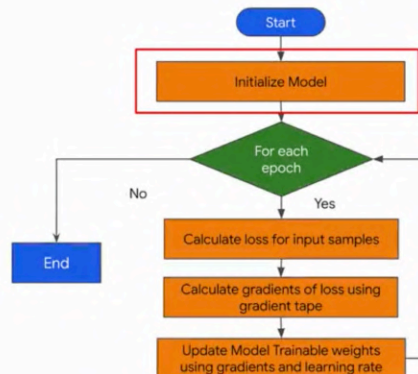 Start
Initialize Model
For each
epoch
No
Yes
End
Calculate loss for input samples
Calculate gradients of loss using
gradient tape
Update Model Trainable weights
using gradients and learning rate